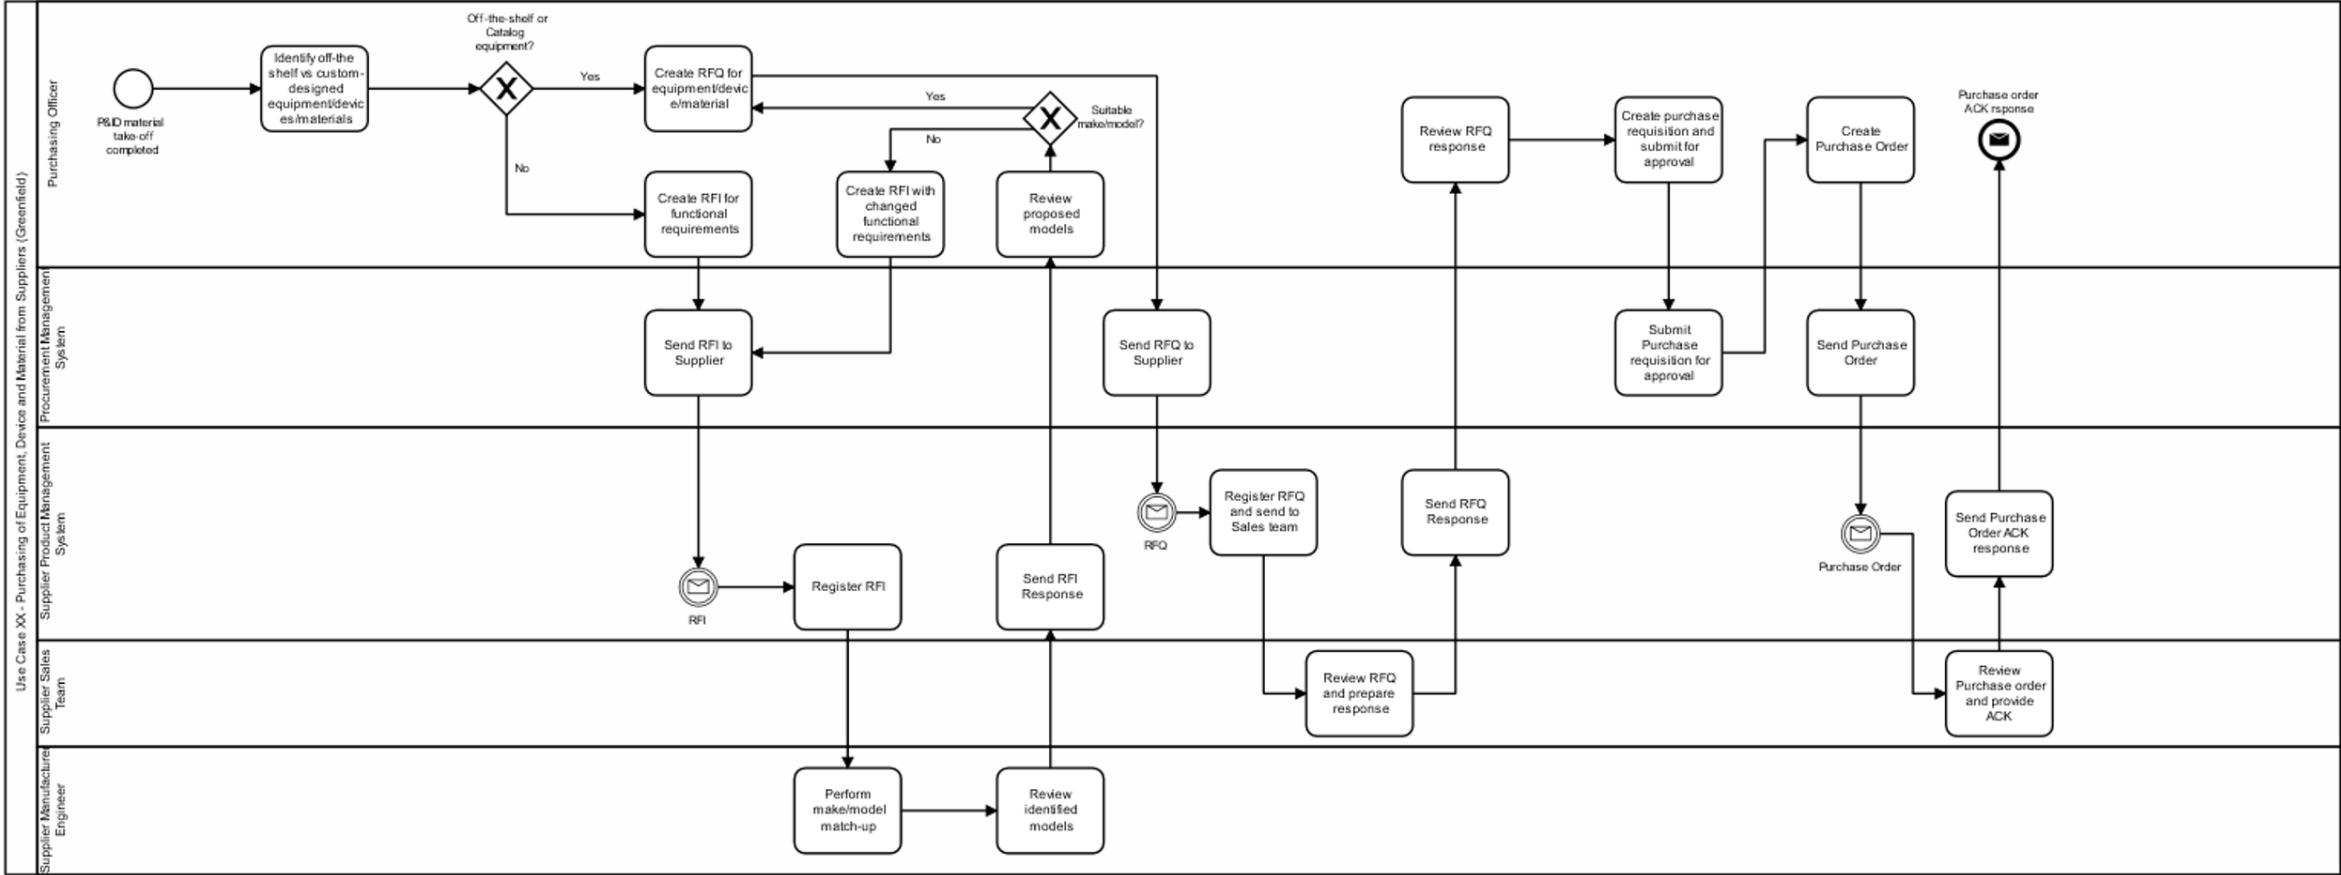 Use Case XX - Purchasing of Equipment, Device and Material from Suppliers (Greenfield)
Purchasing Officer
P&ID material
take-off
completed
Identify off-the
shelf vs custom-
designed
equipment/devic
es/materials
Off-the-shelf or
Catalog
equipment?
Yes
No
Create RFQ for
equipment/devic
e/material
Create RFI for
functional
requirements
Yes
No
Suitable
make/model?
Create RFI with
changed
functional
requirements
Review
proposed
models
Review RFQ
response
Create purchase
requisition and
submit for
approval
Create
Purchase Order
Purchase order
ACK rsponse
Procurement Management
System
Send RFI to
Supplier
Send RFQ to
Supplier
Submit
Purchase
requisition for
approval
Send Purchase
Order
Supplier Product Management
System
RFI
Register RFI
Send RFI
Response
RFQ
Register RFQ
and send to
Sales team
Send RFQ
Response
Purchase Order
Send Purchase
Order ACK
response
Supplier Sales
Team
Review RFQ
and prepare
response
Review
Purchase order
and provide
ACK
Supplier Manufacturer
Engineer
Perform
make/model
match-up
Review
identified
models